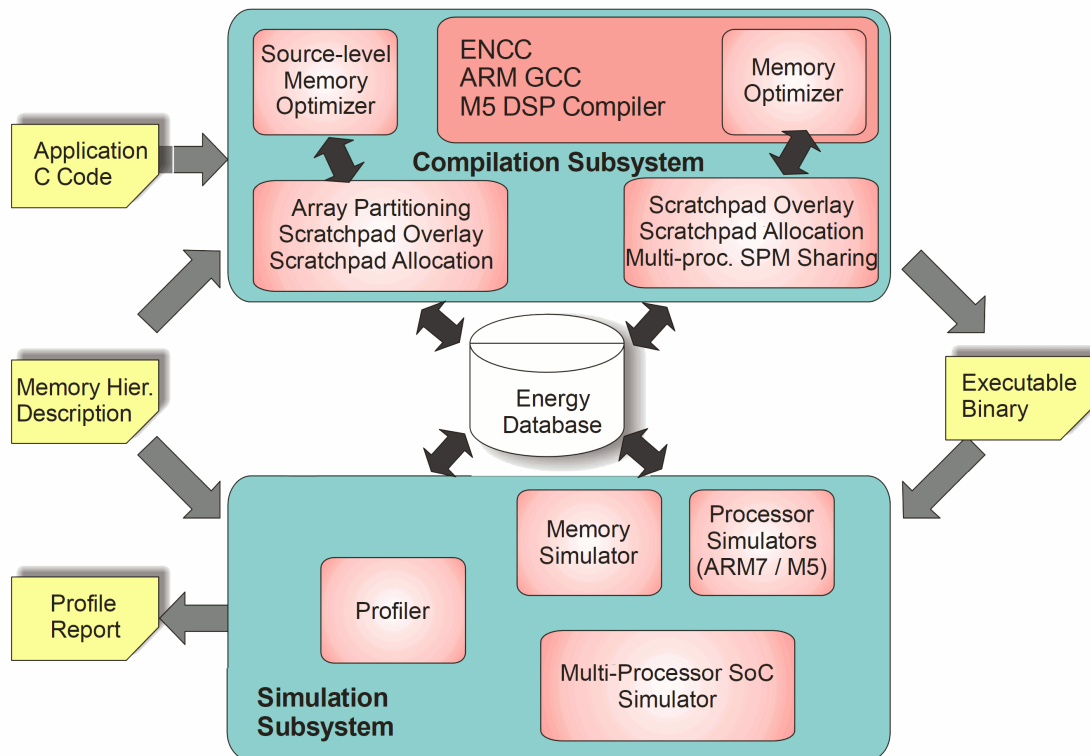 Source-level
Memory
Optimizer
ENCC
ARM GCC
M5 DSP Compiler
Memory
Optimizer
Application
C Code
Compilation Subsystem
Array Partitioning
Scratchpad Overlay
Scratchpad Allocation
Scratchpad Overlay
Scratchpad Allocation
Multi-proc. SPM Sharing
Memory Hier.
Description
Energy
Database
Executable
Binary
Memory
Simulator
Processor
Simulators
(ARM7 / M5)
Profile
Report
Profiler
Multi-Processor SoC
Simulator
Simulation
Subsystem